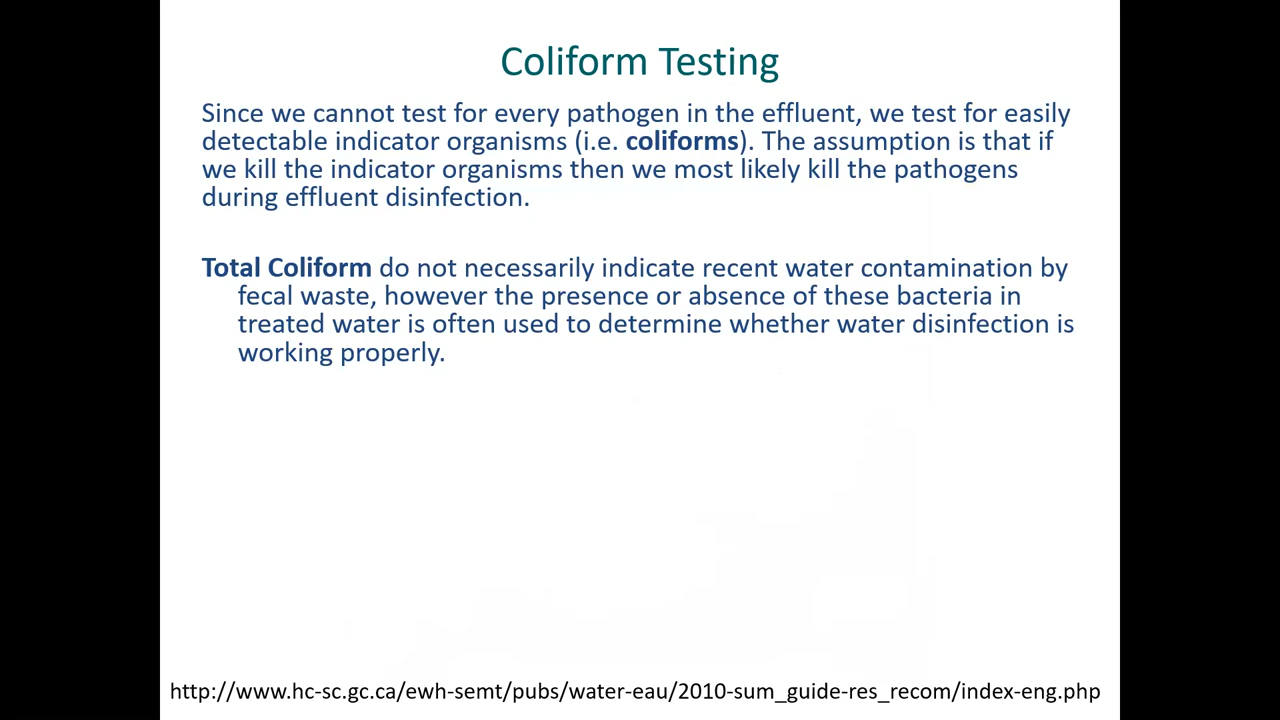 Coliform Testing
Since we cannot test for every pathogen in the effluent, we test for easily
detectable indicator organisms (i.e. coliforms). The assumption is that if
we kill the indicator organisms then we most likely kill the pathogens
during effluent disinfection.
Total Coliform do not necessarily indicate recent water contamination by
fecal waste, however the presence or absence of these bacteria in
treated water is often used to determine whether water disinfection is
working properly.
http://www.hc-sc.gc.ca/ewh-semt/pubs/water-eau/2010-sum_guide-res_recom/index-eng.php